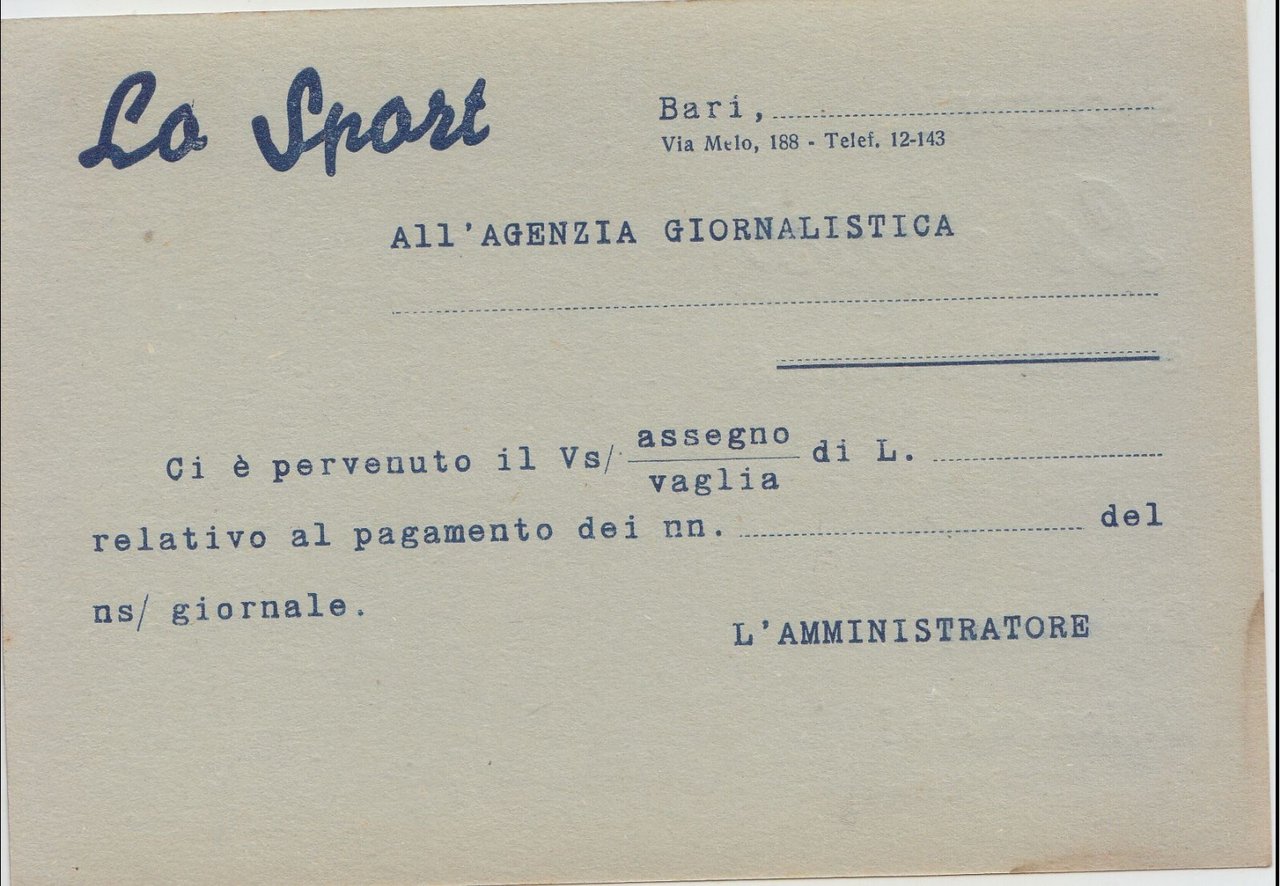 Lo Sport
Bari,
Via Melo, 188 - Telef. 12-143
All'AGENZIA GIORNALISTICA
Ci è pervenuto il Vs/ assegno di L.
vaglia
relativo al pagamento dei nn. del
ns/ giornale.
L'AMMINISTRATORE